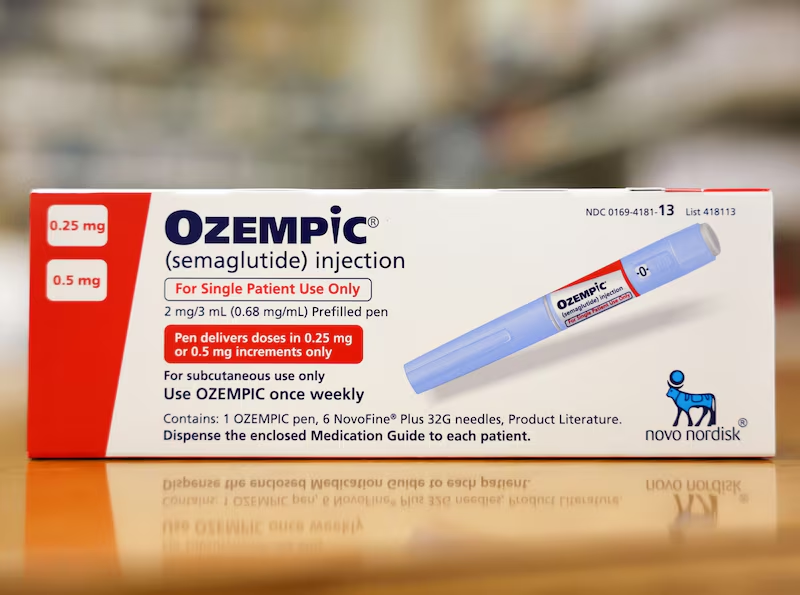 0.25 mg
0.5 mg
OZEMPIC®
(semaglutide) injection
For Single Patient Use Only
2 mg/3 mL (0.68 mg/mL) Prefilled pen
Pen delivers doses in 0.25 mg
or 0.5 mg increments only
For subcutaneous use only
Use OZEMPIC once weekly
Contains: 1 OZEMPIC pen, 6 NovoFine® Plus 32G needles, Product Literature.
Dispense the enclosed Medication Guide to each patient.
NDC 0169-4181-13 List 418113
OZEMPIC®
(semaglutide) injection
For Single Patient Use Only
-0-
novo nordisk®